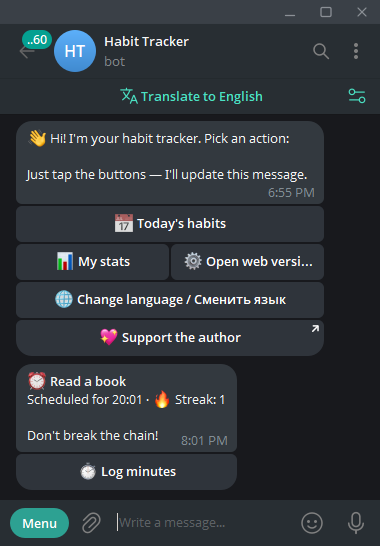 ..60
HT
Habit Tracker
bot
Translate to English
👋 Hi! I'm your habit tracker. Pick an action:
Just tap the buttons — I'll update this message.
6:55 PM
Today's habits
My stats
Open web versi...
Change language / Сменить язык
Support the author
Read a book
Scheduled for 20:01 · 🔥 Streak: 1
Don't break the chain!
8:01 PM
Log minutes
Menu
Write a message...